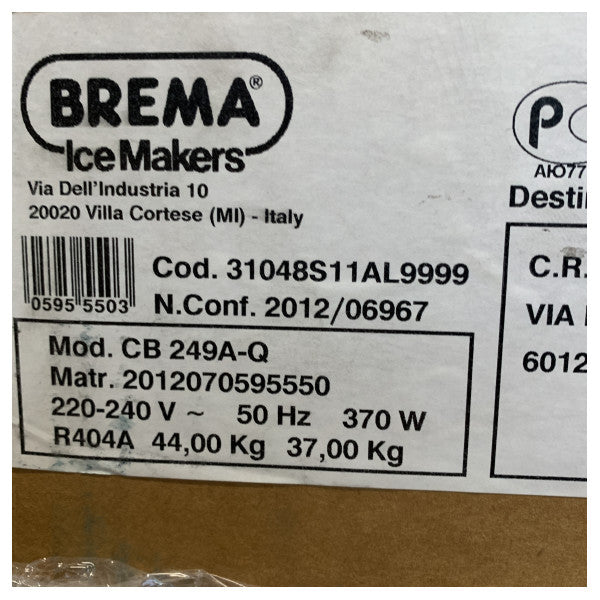 BREMA®
Ice Makers
Via Dell'Industria 10
20020 Villa Cortese (MI) - Italy
0595 5503
Cod. 31048S11AL9999
N.Conf. 2012/06967
Mod. CB 249A-Q
Matr. 2012070595550
220-240 V ~ 50 Hz 370 W
R404A 44,00 Kg 37,00 Kg
P
АЮ77
Desti
C.R.
VIA
6012